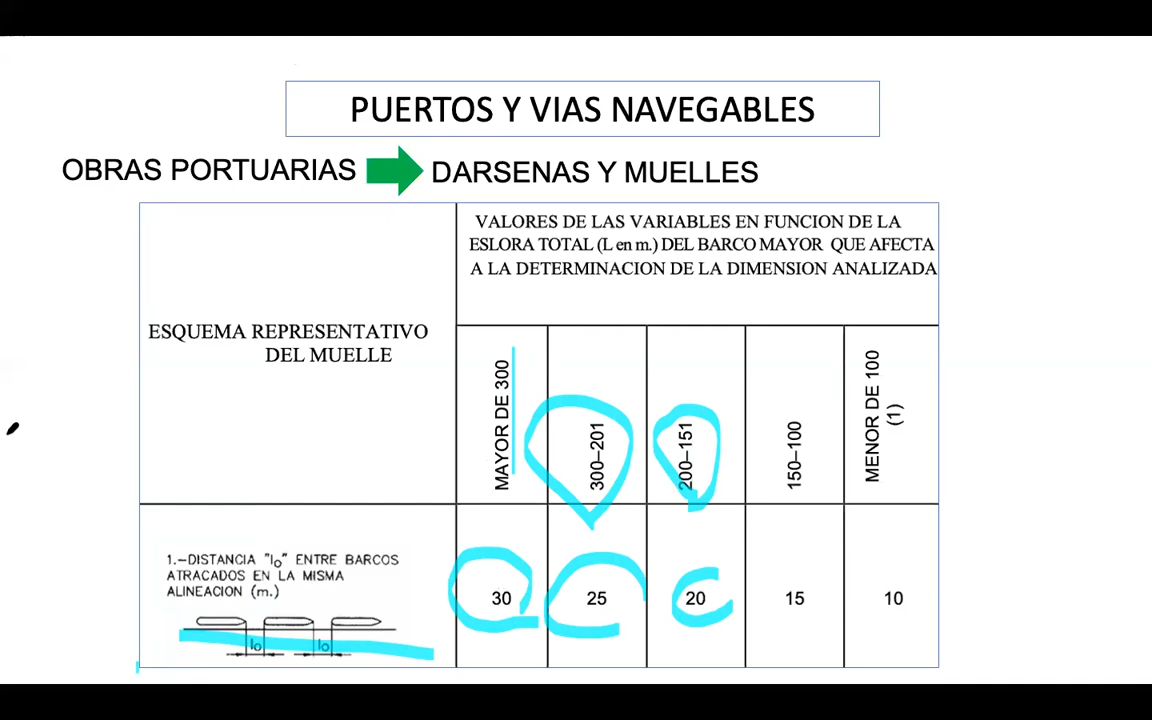 PUERTOS Y VIAS NAVEGABLES
OBRAS PORTUARIAS
DARSENAS Y MUELLES
ESQUEMA REPRESENTATIVO
DEL MUELLE
VALORES DE LAS VARIABLES EN FUNCION DE LA
ESLORA TOTAL (L en m.) DEL BARCO MAYOR QUE AFECTA
A LA DETERMINACION DE LA DIMENSION ANALIZADA
MAYOR DE 300
300–201
200–151
150–100
MENOR DE 100
(1)
1.–DISTANCIA "lo" ENTRE BARCOS
ATRACADOS EN LA MISMA
ALINEACION (m.)
lo lo
30 25 20 15 10